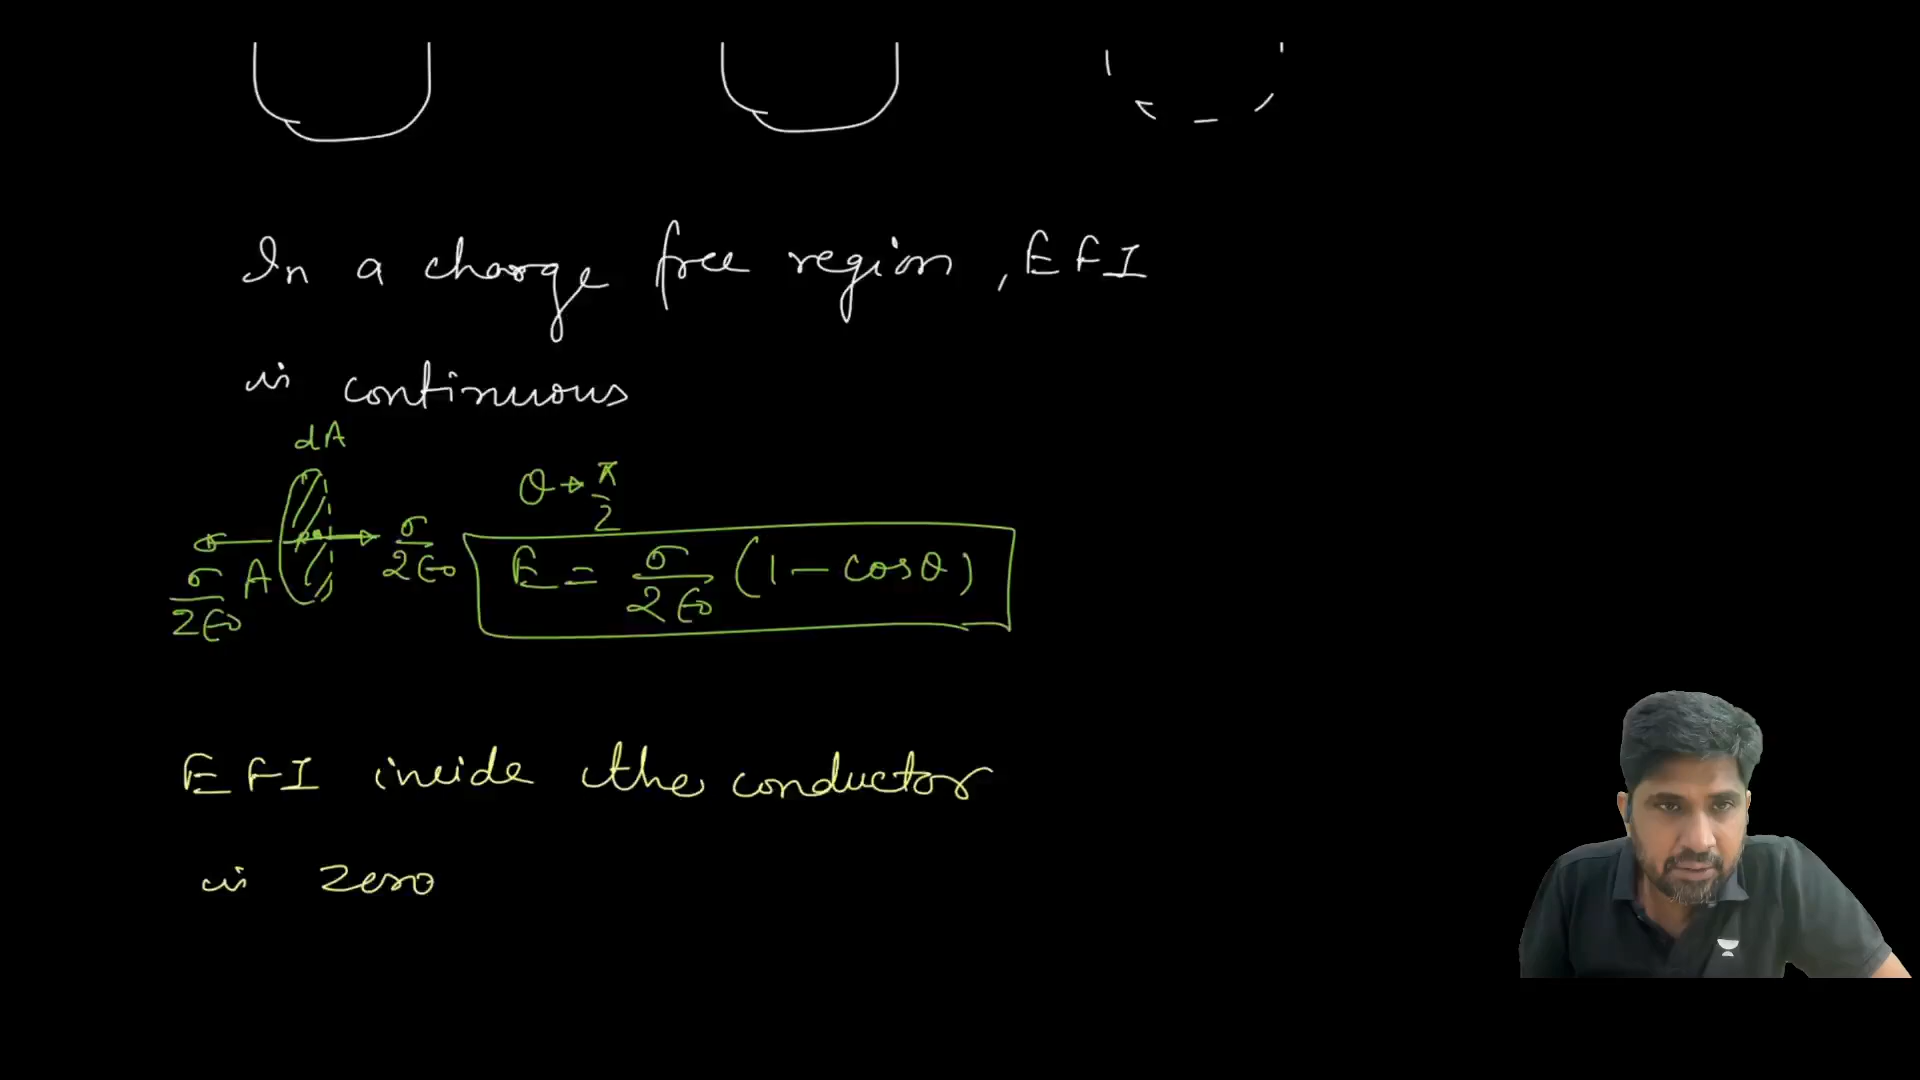 In a charge free region, EFI
is continuous
dA
θ → π/2
σ/2ε₀ A σ/2ε₀ E = σ/2ε₀ (1 − cosθ)
EFI inside the conductor
is zero